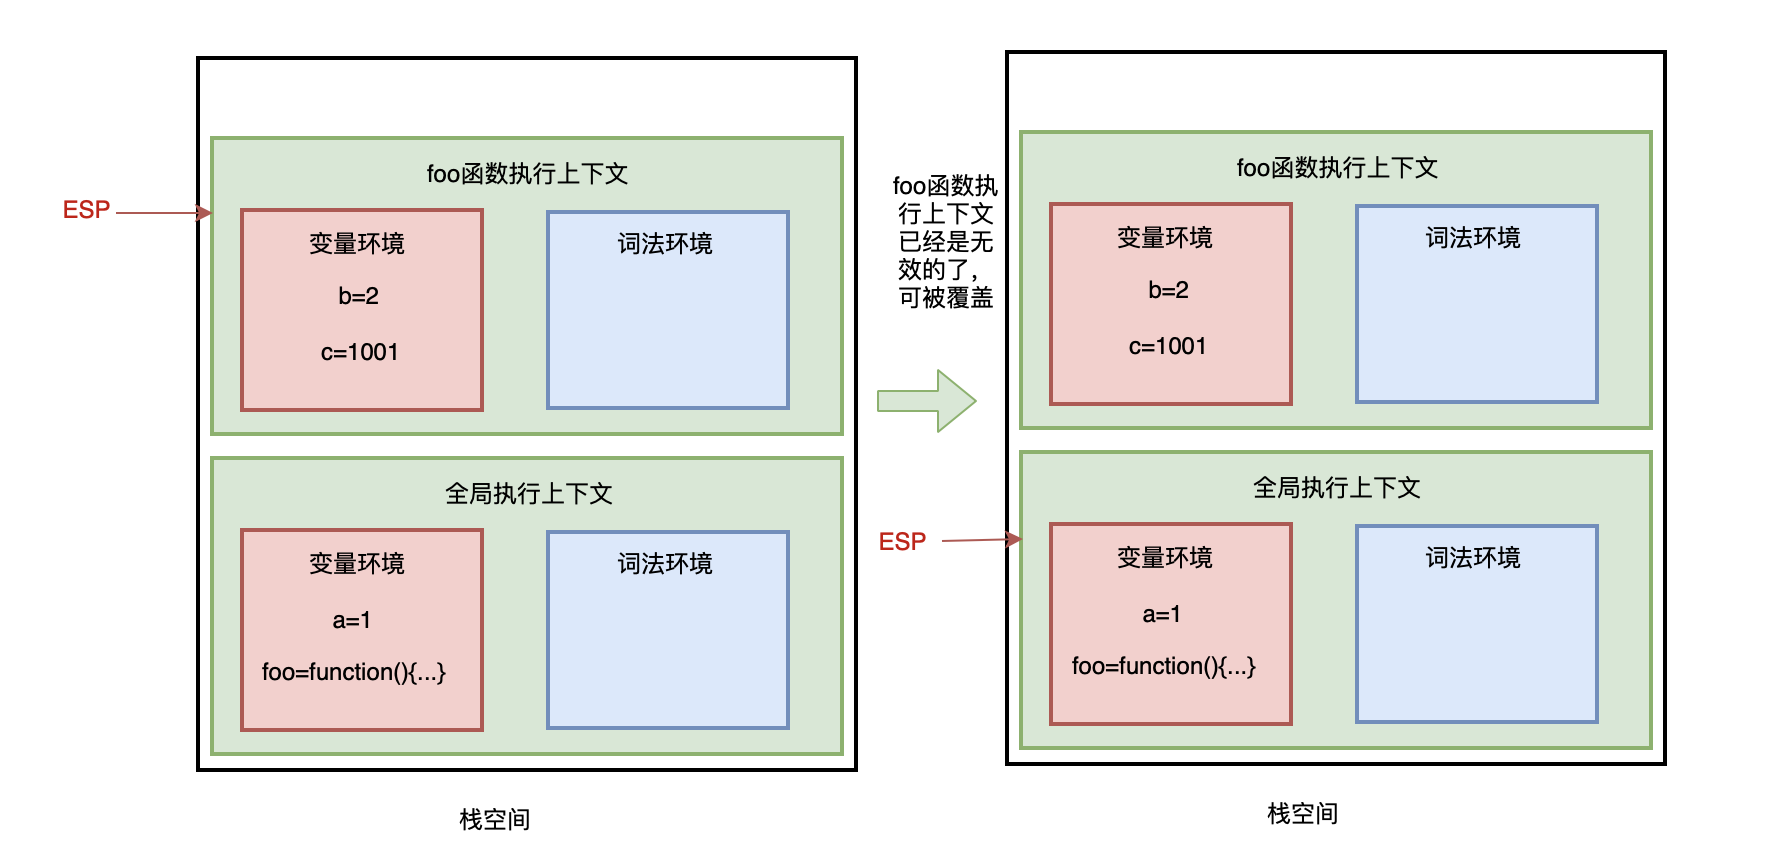 foo函数执行上下文
ESP
变量环境
词法环境
b=2
c=1001
全局执行上下文
变量环境
词法环境
a=1
foo=function(){...}
栈空间
foo函数执
行上下文
已经是无
效的了，
可被覆盖
foo函数执行上下文
变量环境
词法环境
b=2
c=1001
全局执行上下文
ESP
变量环境
词法环境
a=1
foo=function(){...}
栈空间